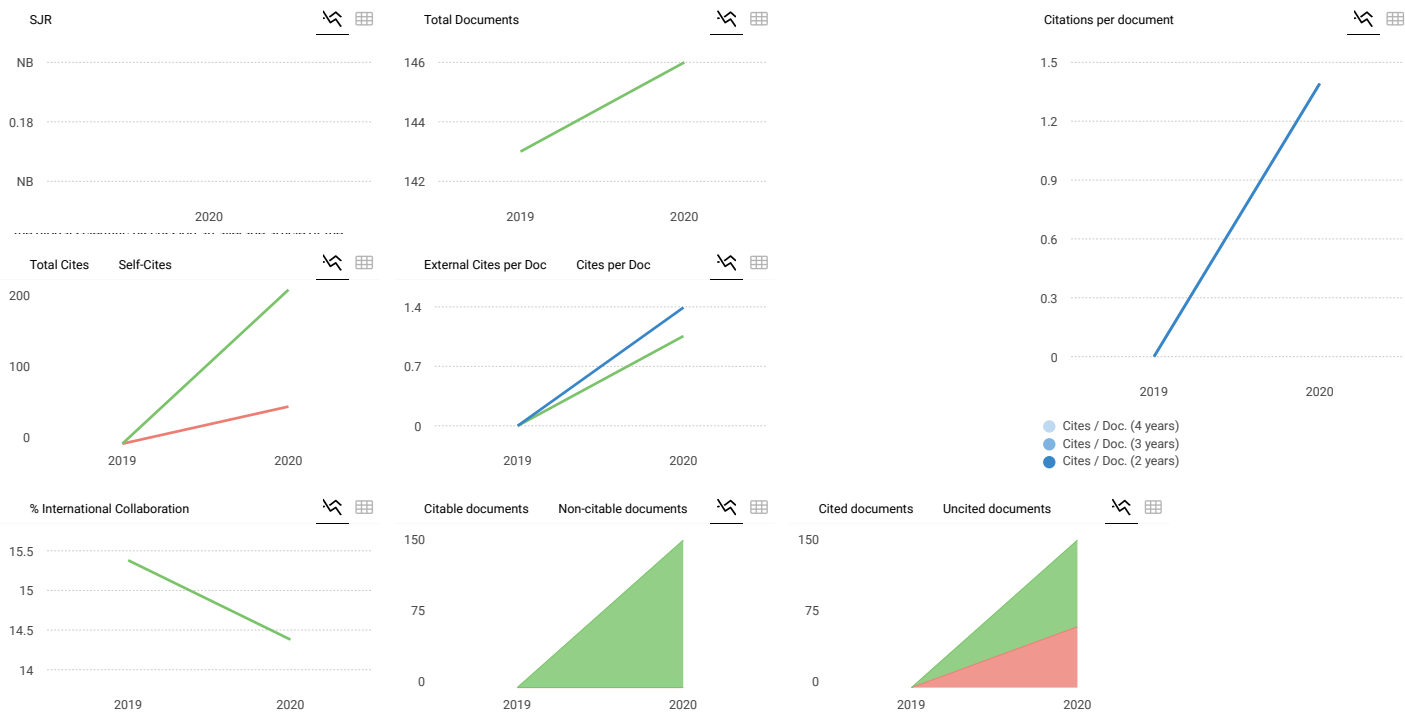 SJR
NB
0.18
NB
2020
Total Documents
146
144
142
2019 2020
Citations per document
1.5
1.2
0.9
0.6
0.3
0
2019 2020
Cites / Doc. (4 years)
Cites / Doc. (3 years)
Cites / Doc. (2 years)
Total Cites Self-Cites
200
100
0
2019 2020
External Cites per Doc Cites per Doc
1.4
0.7
0
2019 2020
% International Collaboration
15.5
15
14.5
14
2019 2020
Citable documents Non-citable documents
150
75
0
2019 2020
Cited documents Uncited documents
150
75
0
2019 2020